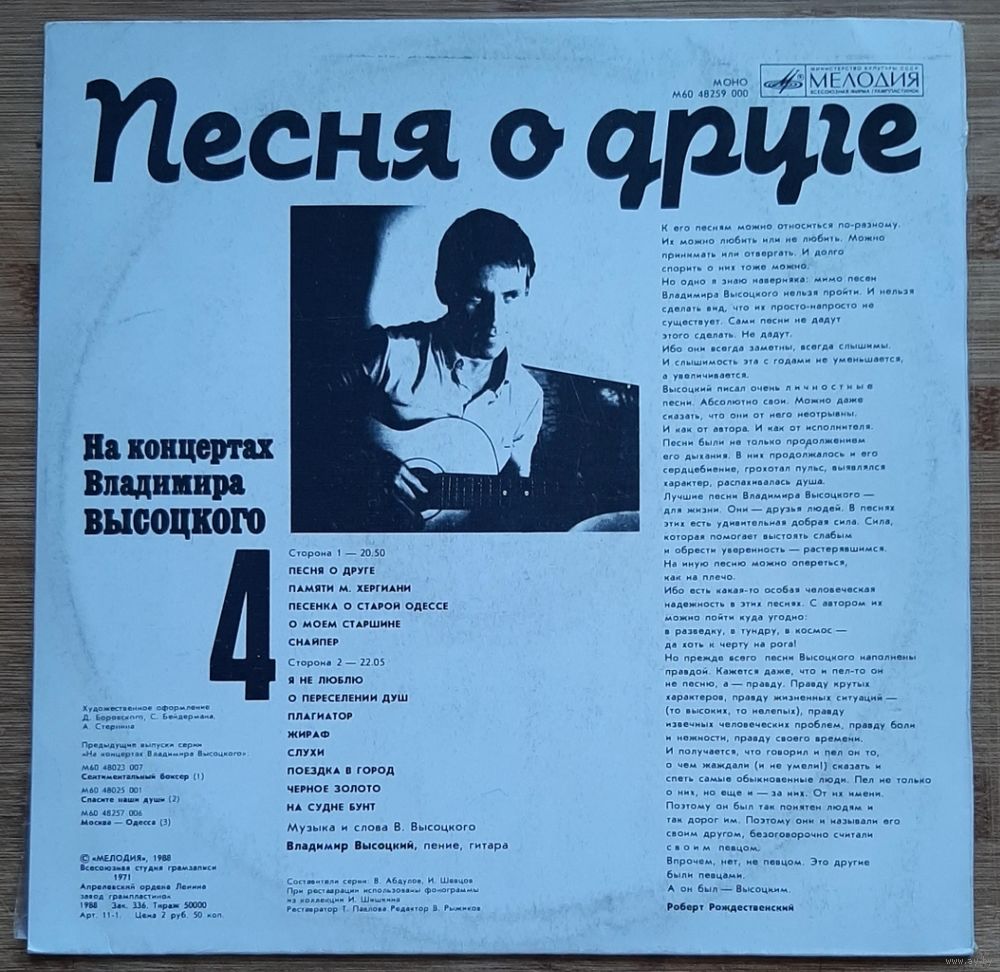 МОНО
М60 48259 000
МИНИСТЕРСТВО КУЛЬТУРЫ СССР
МЕЛОДИЯ
ВСЕСОЮЗНАЯ ФИРМА ГРАМПЛАСТИНОК
Песня о друге
На концертах
Владимира
ВЫСОЦКОГО
4
Сторона 1 — 20.50
ПЕСНЯ О ДРУГЕ
ПАМЯТИ М. ХЕРГИАНИ
ПЕСЕНКА О СТАРОЙ ОДЕССЕ
О МОЕМ СТАРШИНЕ
СНАЙПЕР
Сторона 2 — 22.05
Я НЕ ЛЮБЛЮ
О ПЕРЕСЕЛЕНИИ ДУШ
ПЛАГИАТОР
ЖИРАФ
СЛУХИ
ПОЕЗДКА В ГОРОД
ЧЕРНОЕ ЗОЛОТО
НА СУДНЕ БУНТ
Музыка и слова В. Высоцкого
Владимир Высоцкий, пение, гитара
Составители серии: В. Абдулов, И. Шевцов
При реставрации использованы фонограммы
из коллекции И. Шишкина
Реставратор Т. Павлова Редактор В. Рыжиков
Художественное оформление
Д. Боровского, С. Бейдермана,
А. Стернина
Предыдущие выпуски серии
«На концертах Владимира Высоцкого»:
М60 48023 007
Сентиментальный боксер (1)
М60 48025 001
Спасите наши души (2)
М60 48257 006
Москва — Одесса (3)
© «МЕЛОДИЯ», 1988
Всесоюзная студия грамзаписи
1971
Апрелевский ордена Ленина
завод грампластинок
1988 Зак. 336. Тираж 50000
Арт. 11-1. Цена 2 руб. 50 коп.
К его песням можно относиться по-разному.
Их можно любить или не любить. Можно
принимать или отвергать. И долго
спорить о них тоже можно.
Но одно я знаю наверняка: мимо песен
Владимира Высоцкого нельзя пройти. И нельзя
сделать вид, что их просто-напросто не
существует. Сами песни не дадут
этого сделать. Не дадут.
Ибо они всегда заметны, всегда слышимы.
И слышимость эта с годами не уменьшается,
а увеличивается.
Высоцкий писал очень личностные
песни. Абсолютно свои. Можно даже
сказать, что они от него неотрывны.
И как от автора. И как от исполнителя.
Песни были не только продолжением
его дыхания. В них продолжалось и его
сердцебиение, грохотал пульс, выявлялся
характер, распахивалась душа.
Лучшие песни Владимира Высоцкого —
для жизни. Они — друзья людей. В песнях
этих есть удивительная добрая сила. Сила,
которая помогает выстоять слабым
и обрести уверенность — растерявшимся.
На иную песню можно опереться,
как на плечо.
Ибо есть какая-то особая человеческая
надежность в этих песнях. С автором их
можно пойти куда угодно:
в разведку, в тундру, в космос —
да хоть к черту на рога!
Но прежде всего песни Высоцкого наполнены
правдой. Кажется даже, что и пел-то он
не песню, а — правду. Правду крутых
характеров, правду жизненных ситуаций —
(то высоких, то нелепых), правду
извечных человеческих проблем, правду боли
и нежности, правду своего времени.
И получается, что говорил и пел он то,
о чем жаждали (и не умели!) сказать и
спеть самые обыкновенные люди. Пел не только
о них, но еще и — за них. От их имени.
Поэтому он был так понятен людям и
так дорог им. Поэтому они и называли его
своим другом, безоговорочно считали
своим певцом.
Впрочем, нет, не певцом. Это другие
были певцами.
А он был — Высоцким.
Роберт Рождественский
www.ay.by